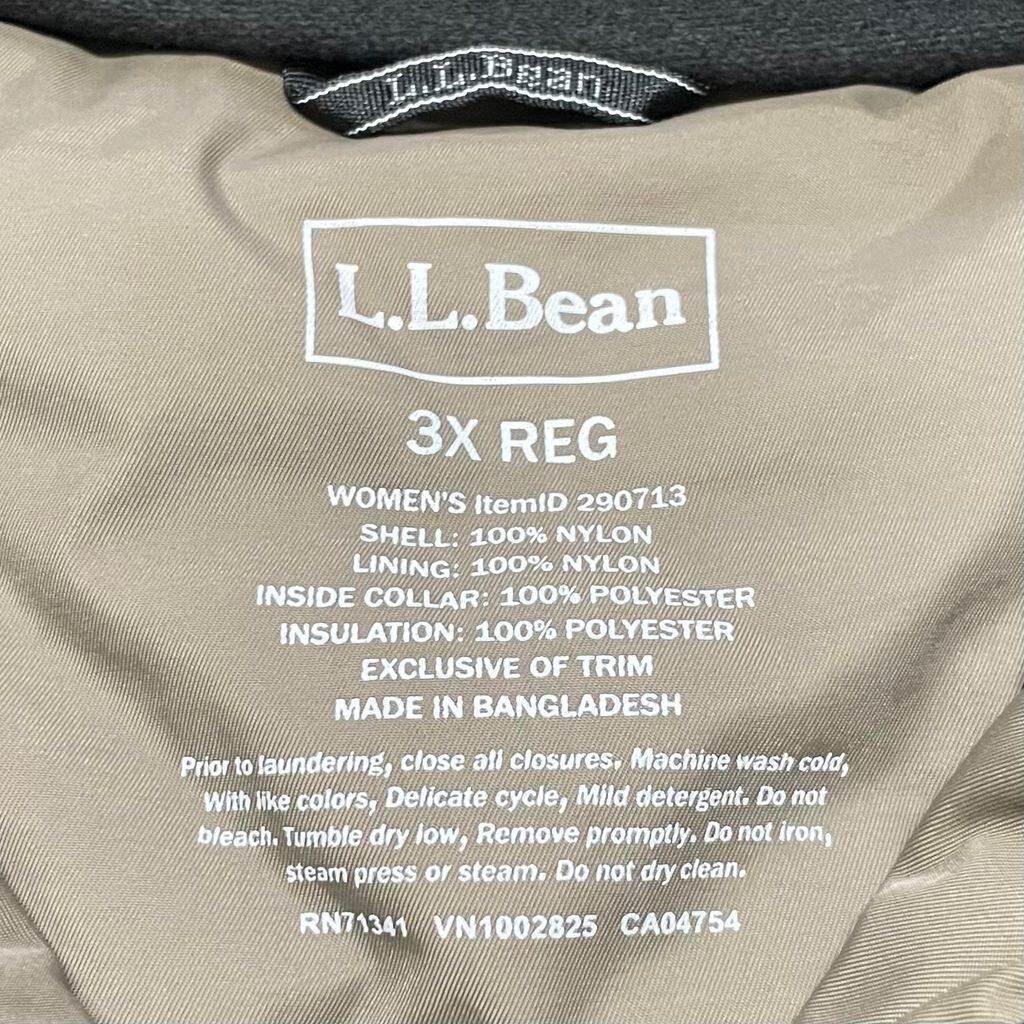 L.L.Bean
L.L.Bean
3X REG
WOMEN'S ItemID 290713
SHELL: 100% NYLON
LINING: 100% NYLON
INSIDE COLLAR: 100% POLYESTER
INSULATION: 100% POLYESTER
EXCLUSIVE OF TRIM
MADE IN BANGLADESH
Prior to laundering, close all closures. Machine wash cold,
With like colors, Delicate cycle, Mild detergent. Do not
bleach. Tumble dry low, Remove promptly. Do not iron,
steam press or steam. Do not dry clean.
RN71341 VN1002825 CA04754